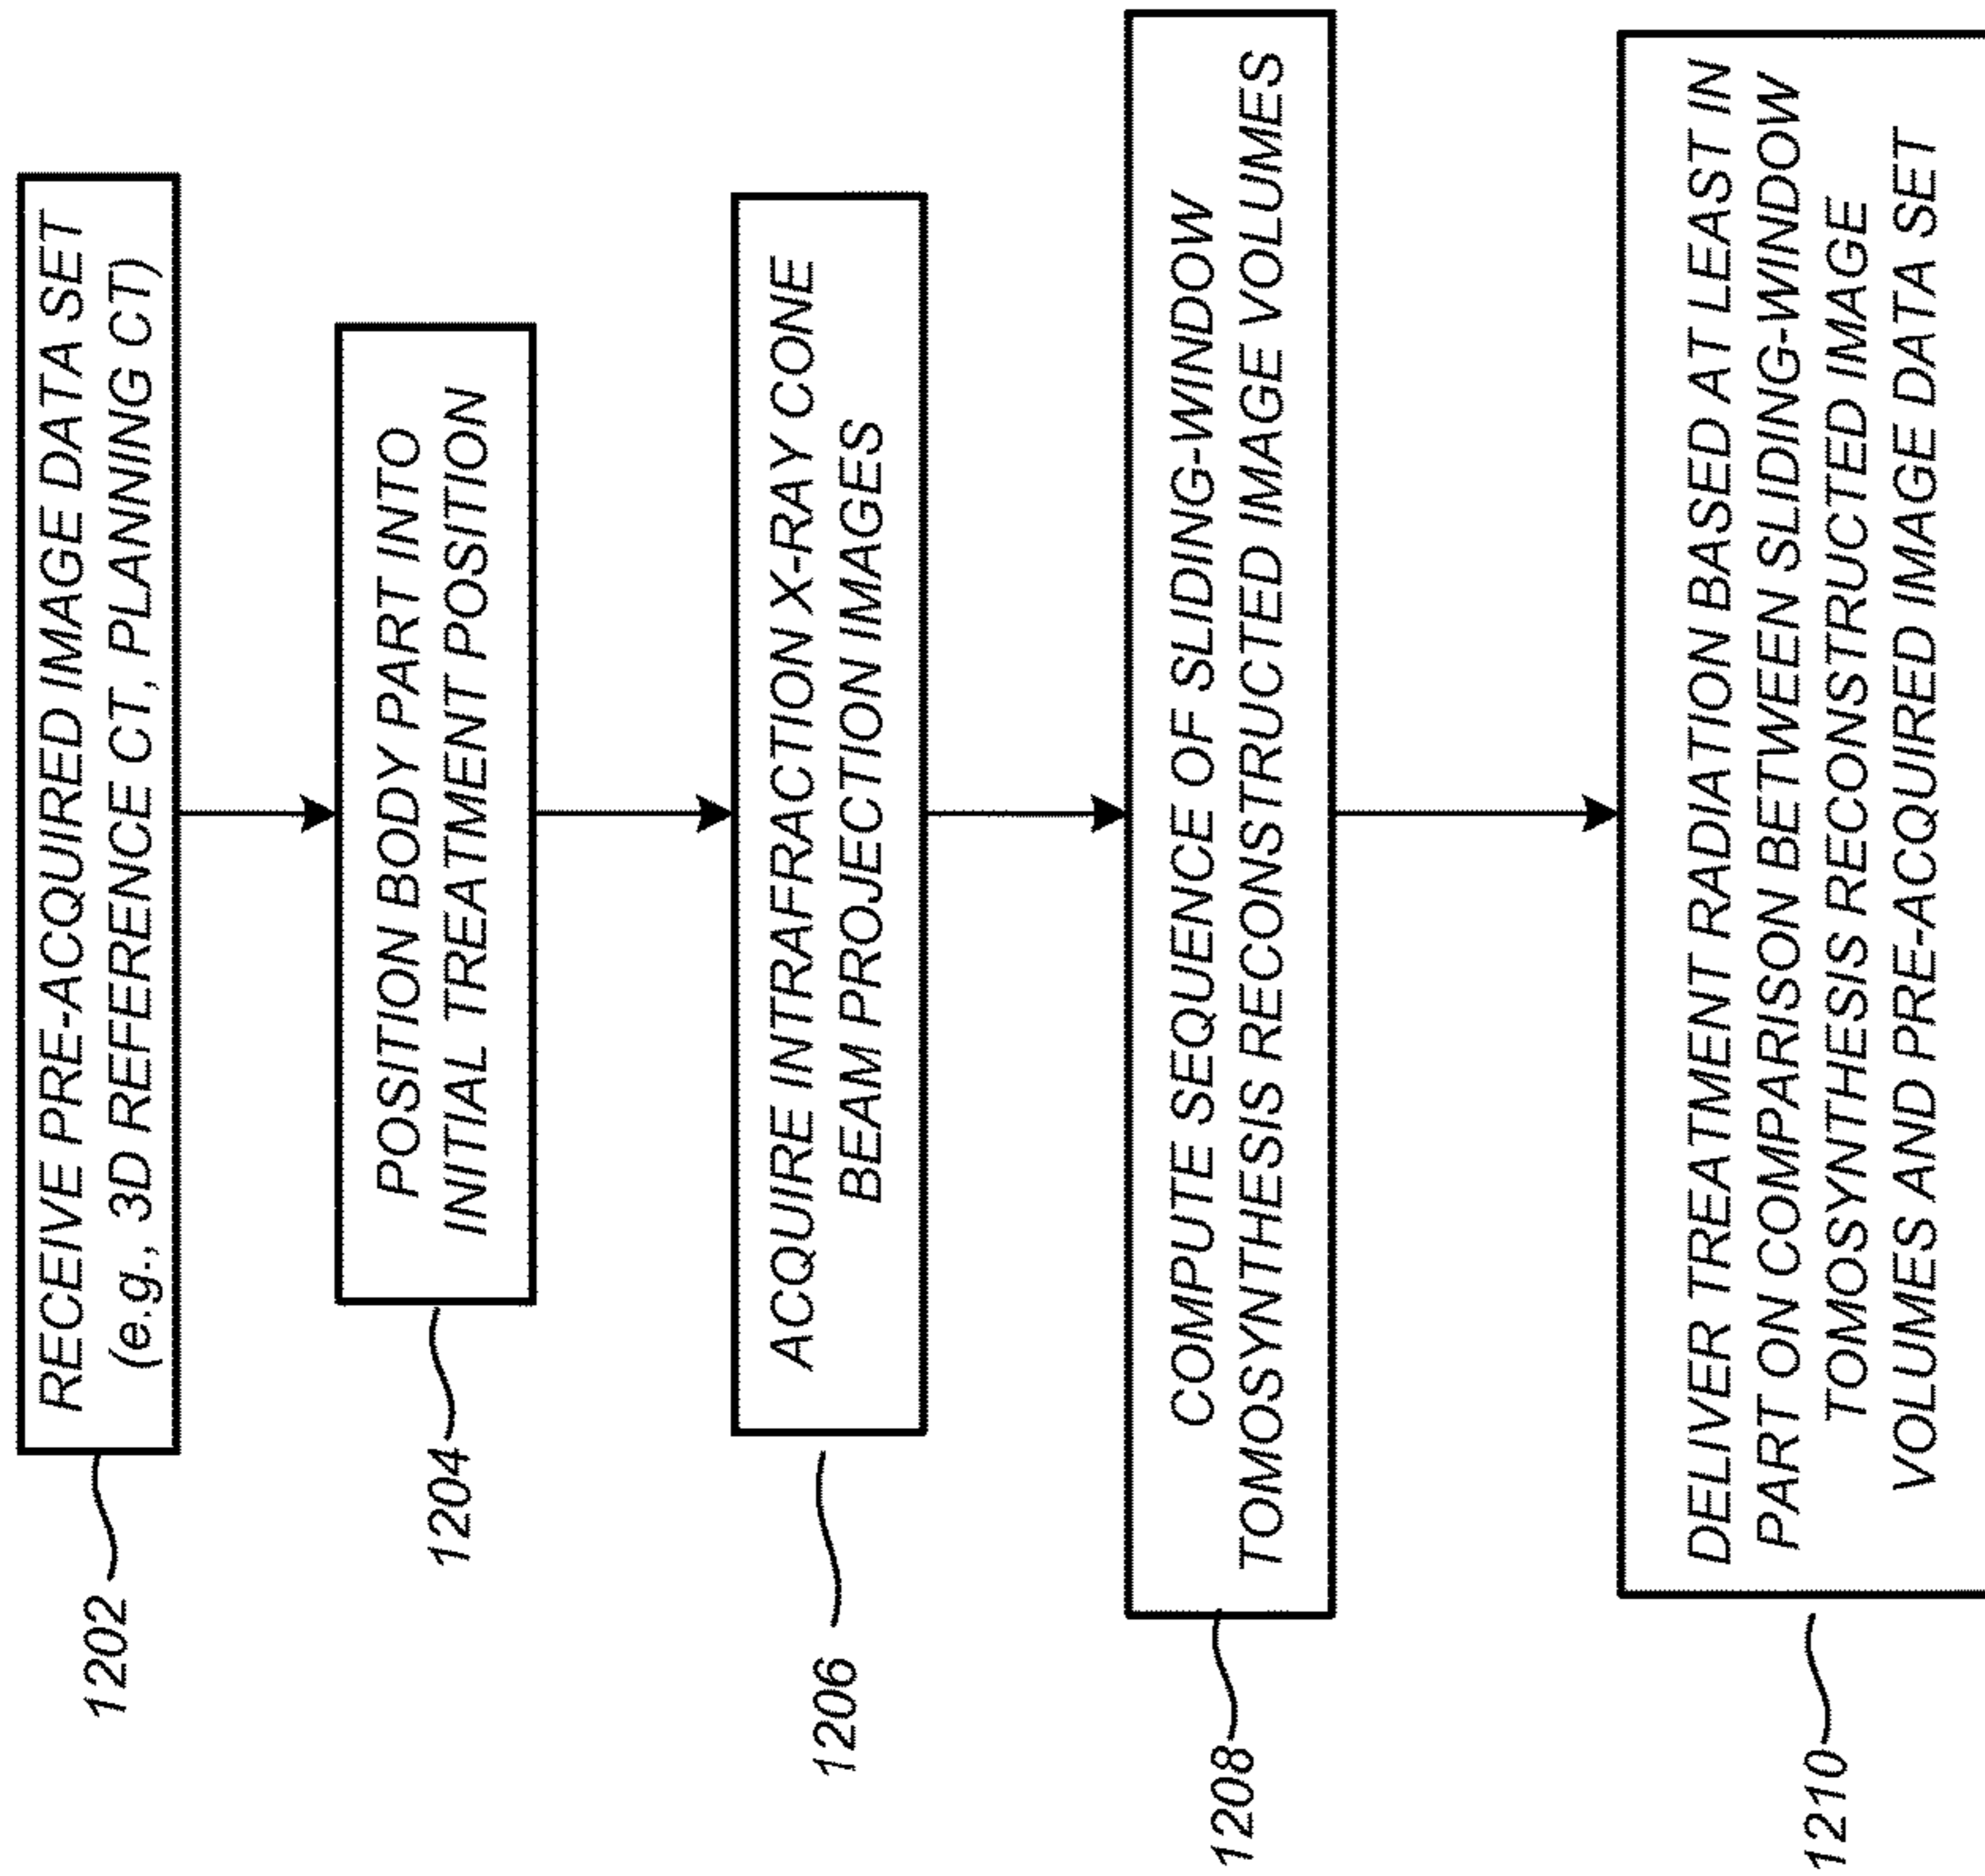 RECEIVE PRE-ACQUIRED IMAGE DATA SET
(e.g., 3D REFERENCE CT, PLANNING CT)
1202
POSITION BODY PART INTO
INITIAL TREATMENT POSITION
1204
ACQUIRE INTRAFRACTION X-RAY CONE
BEAM PROJECTION IMAGES
1206
COMPUTE SEQUENCE OF SLIDING-WINDOW
TOMOSYNTHESIS RECONSTRUCTED IMAGE VOLUMES
1208
DELIVER TREATMENT RADIATION BASED AT LEAST IN
PART ON COMPARISON BETWEEN SLIDING-WINDOW
TOMOSYNTHESIS RECONSTRUCTED IMAGE
VOLUMES AND PRE-ACQUIRED IMAGE DATA SET
1210